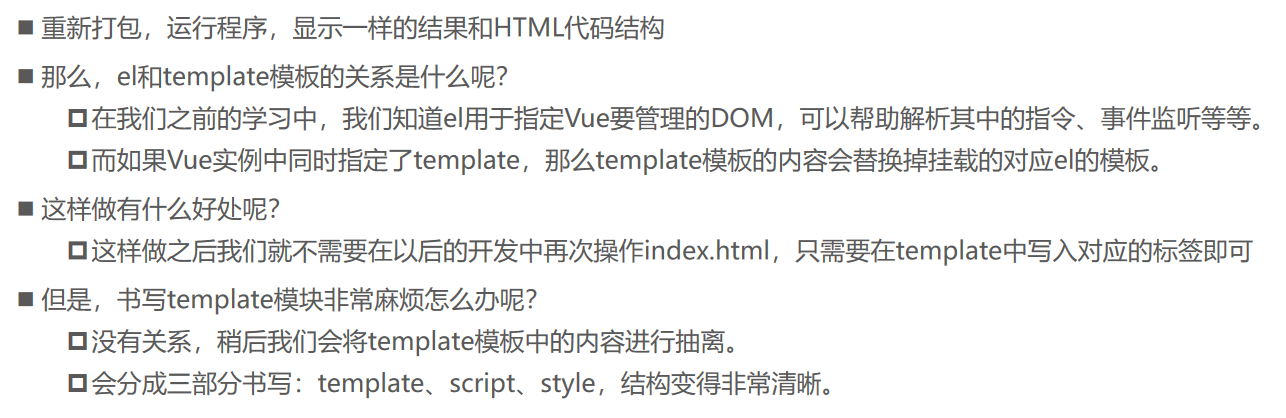 ■ 重新打包，运行程序，显示一样的结果和HTML代码结构
■ 那么，el和template模板的关系是什么呢？
在我们之前的学习中，我们知道el用于指定Vue要管理的DOM，可以帮助解析其中的指令、事件监听等等。
而如果Vue实例中同时指定了template，那么template模板的内容会替换掉挂载的对应el的模板。
■ 这样做有什么好处呢？
这样做之后我们就不需要在以后的开发中再次操作index.html，只需要在template中写入对应的标签即可
■ 但是，书写template模块非常麻烦怎么办呢？
没有关系，稍后我们会将template模板中的内容进行抽离。
会分成三部分书写：template、script、style，结构变得非常清晰。